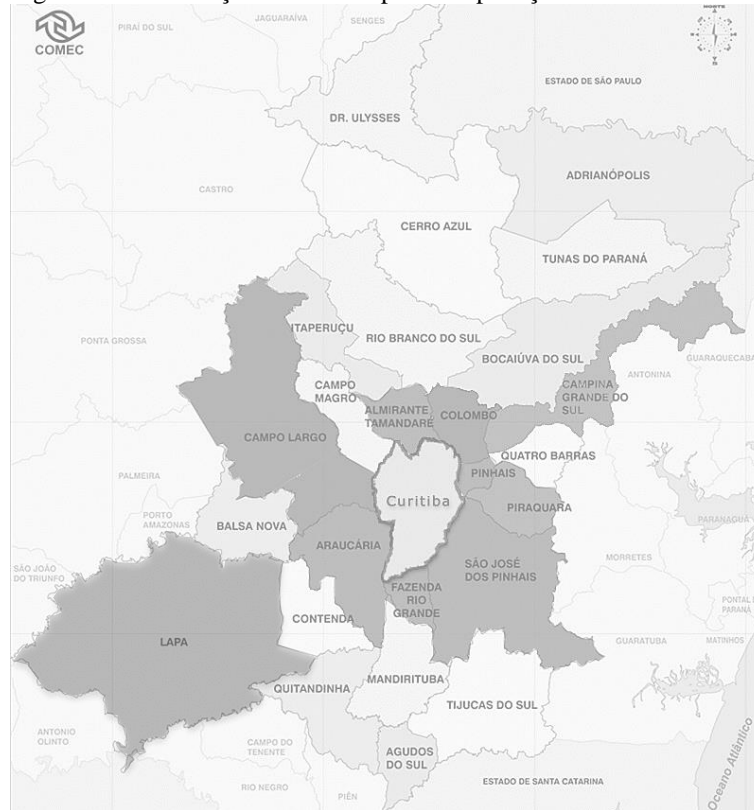 COMEC
PIRAÍ DO SUL
JAGUARAÍVA
SENGES
NORTE
ESTADO DE SÃO PAULO
DR. ULYSSES
ADRIANÓPOLIS
CASTRO
CERRO AZUL
TUNAS DO PARANÁ
ITAPERUÇU
RIO BRANCO DO SUL
PONTA GROSSA
BOCAIÚVA DO SUL
GUARAQUEÇABA
ANTONINA
CAMPO
MAGRO
CAMPINA
GRANDE DO
SUL
ALMIRANTE
TAMANDARÉ
COLOMBO
CAMPO LARGO
QUATRO BARRAS
PALMEIRA
PINHAIS
Curitiba
PIRAQUARA
PORTO
AMAZONAS
BALSA NOVA
PARANAGUÁ
ARAUCÁRIA
MORRETES
SÃO JOÃO
DO TRIUNFO
SÃO JOSÉ
DOS PINHAIS
FAZENDA
RIO
GRANDE
PONTAL D
PARANÁ
CONTENDA
LAPA
GUARATUBA
MATINHOS
MANDIRITUBA
QUITANDINHA
TIJUCAS DO SUL
ANTONIO
OLINTO
CAMPO DO
TENENTE
AGUDOS
DO SUL
RIO NEGRO
PIÊN
ESTADO DE SANTA CATARINA
Oceano Atlântico